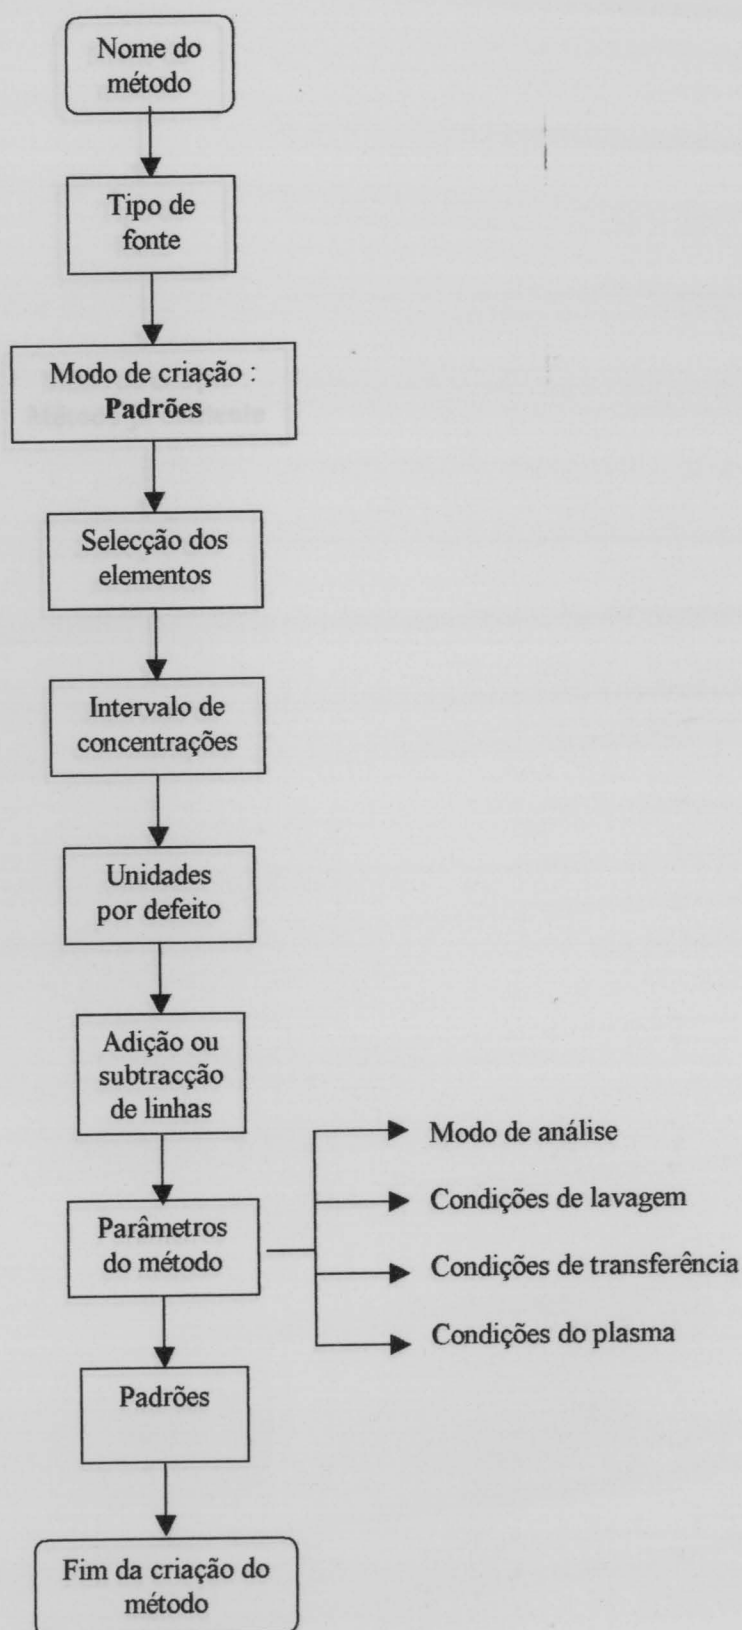 Nome do
método
Tipo de
fonte
Modo de criação :
Padrões
Selecção dos
elementos
Intervalo de
concentrações
Unidades
por defeito
Adição ou
subtracção
de linhas
Parâmetros
do método
Modo de análise
Condições de lavagem
Condições de transferência
Condições do plasma
Padrões
Fim da criação do
método